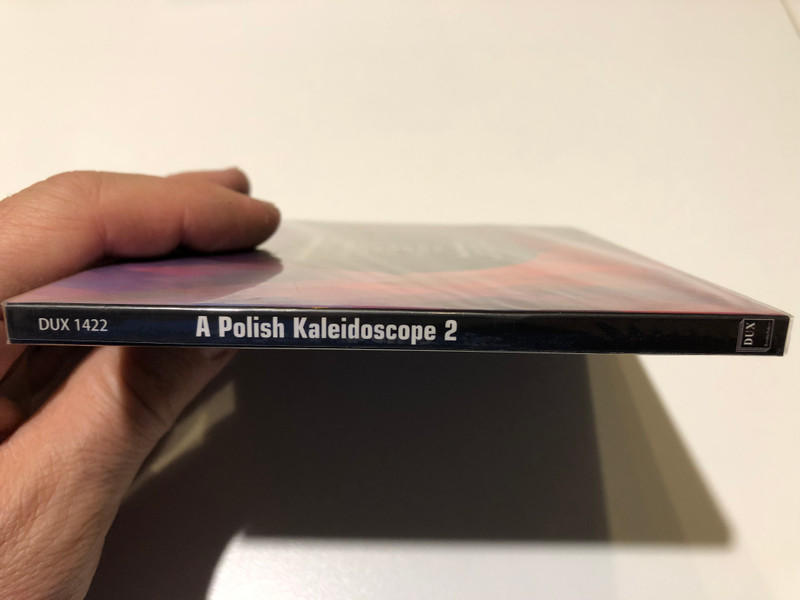 DUX 1422
A Polish Kaleidoscope 2
DUX